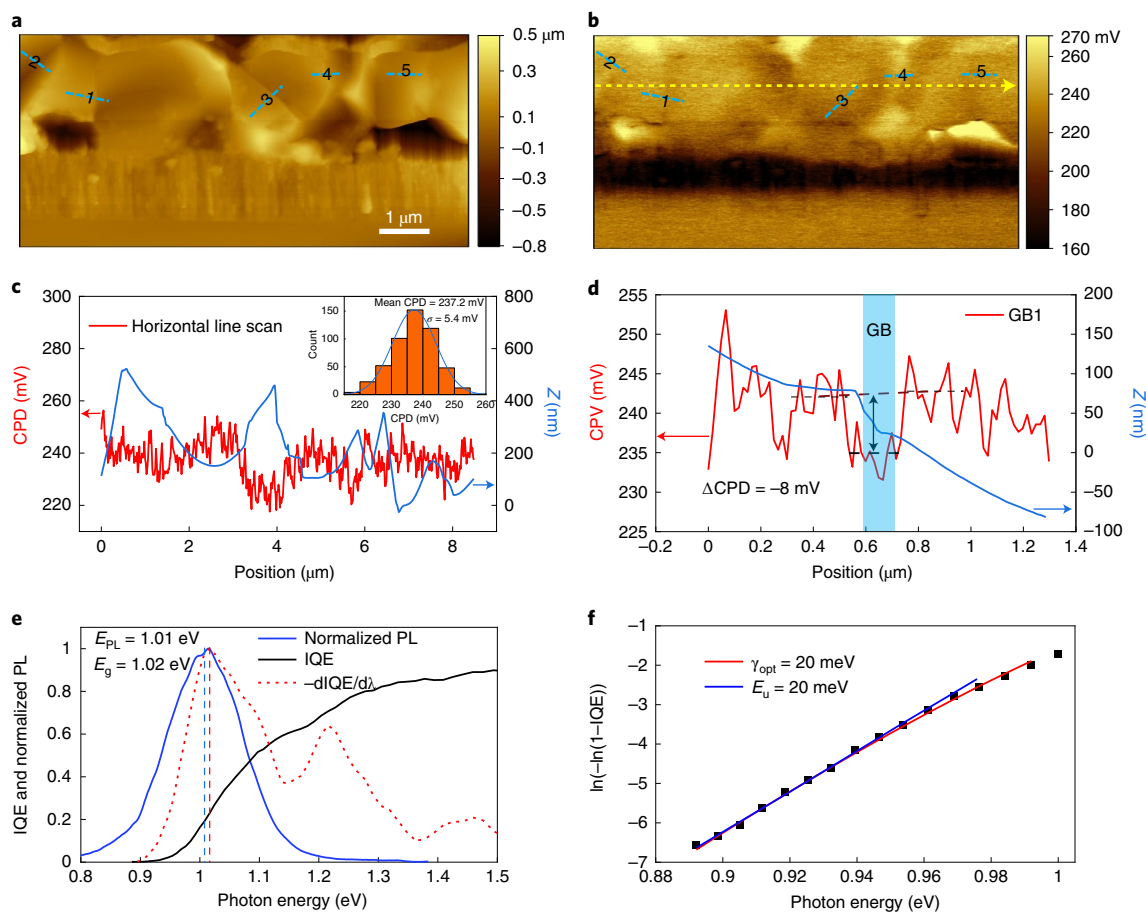 a
0.5 μm
0.3
0.1
–0.1
–0.3
–0.5
–0.8
1
2
3
4
5
1 μm
b
270 mV
260
240
220
200
180
160
1
2
3
4
5
c
300
280
260
240
220
CPD (mV)
Horizontal line scan
Mean CPD = 237.2 mV
σ = 5.4 mV
150
100
50
0
Count
220 230 240 250 260
CPD (mV)
800
600
400
200
0
Z (nm)
0 2 4 6 8
Position (μm)
d
255
250
245
240
235
230
225
CPV (mV)
GB
GB1
ΔCPD = –8 mV
200
150
100
50
0
–50
–100
Z (nm)
–0.2 0 0.2 0.4 0.6 0.8 1.0 1.2 1.4
Position (μm)
e
1
0.8
0.6
0.4
0.2
0
IQE and normalized PL
EPL = 1.01 eV
Eg = 1.02 eV
Normalized PL
IQE
–dIQE/dλ
0.8 0.9 1 1.1 1.2 1.3 1.4 1.5
Photon energy (eV)
f
–1
–2
–3
–4
–5
–6
–7
ln(–ln(1–IQE))
γopt = 20 meV
Eu = 20 meV
0.88 0.9 0.92 0.94 0.96 0.98 1
Photon energy (eV)